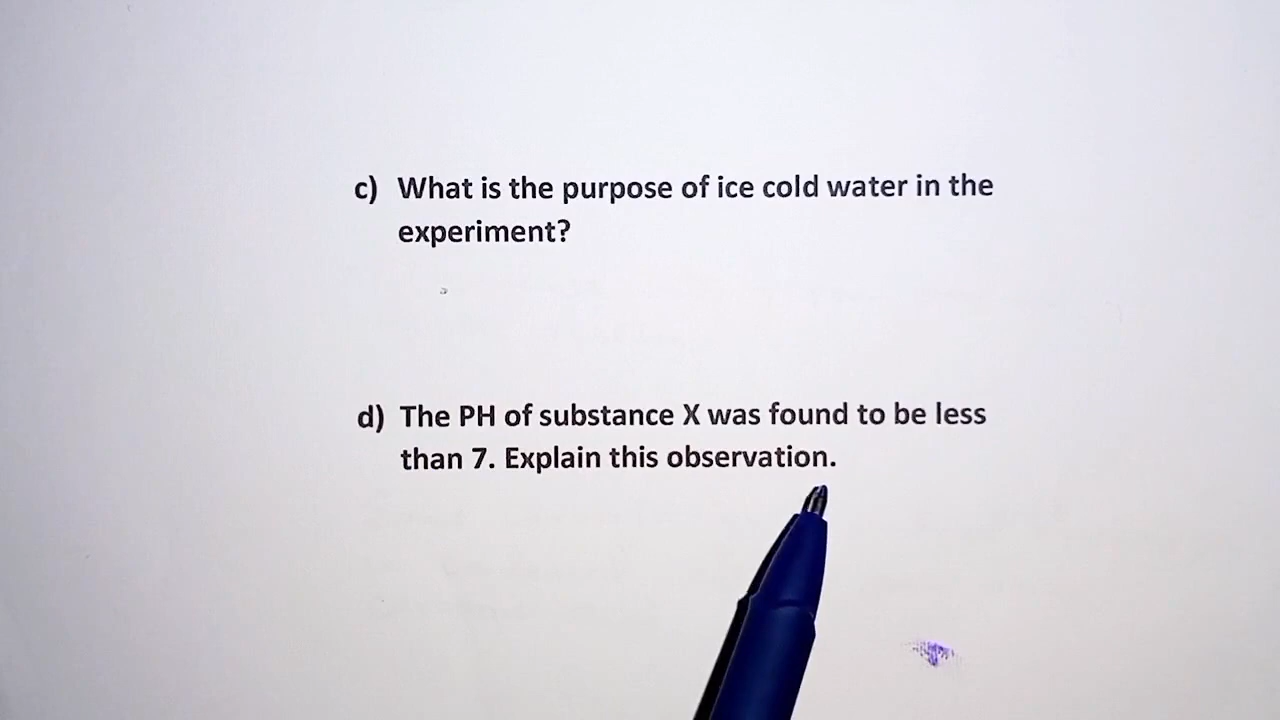 c) What is the purpose of ice cold water in the
experiment?
d) The PH of substance X was found to be less
than 7. Explain this observation.